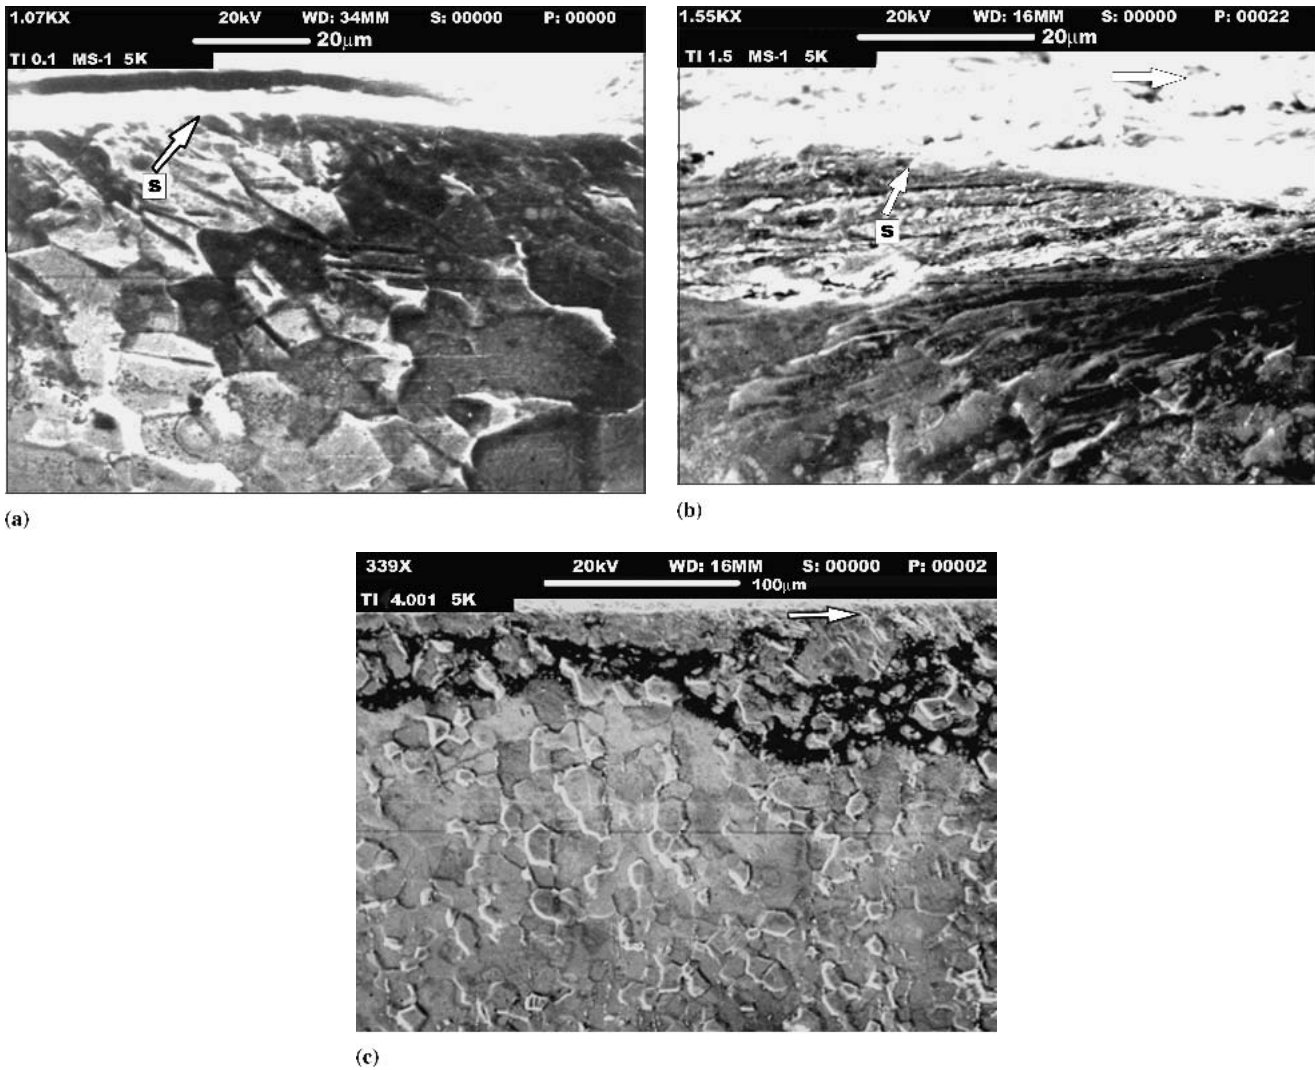 1.07KX 20kV WD: 34MM S: 00000 P: 00000
20μm
TI 0.1 MS-1 5K
S
(a)
1.55KX 20kV WD: 16MM S: 00000 P: 00022
20μm
TI 1.5 MS-1 5K
S
(b)
339X 20kV WD: 16MM S: 00000 P: 00002
100μm
TI 4.001 5K
(c)